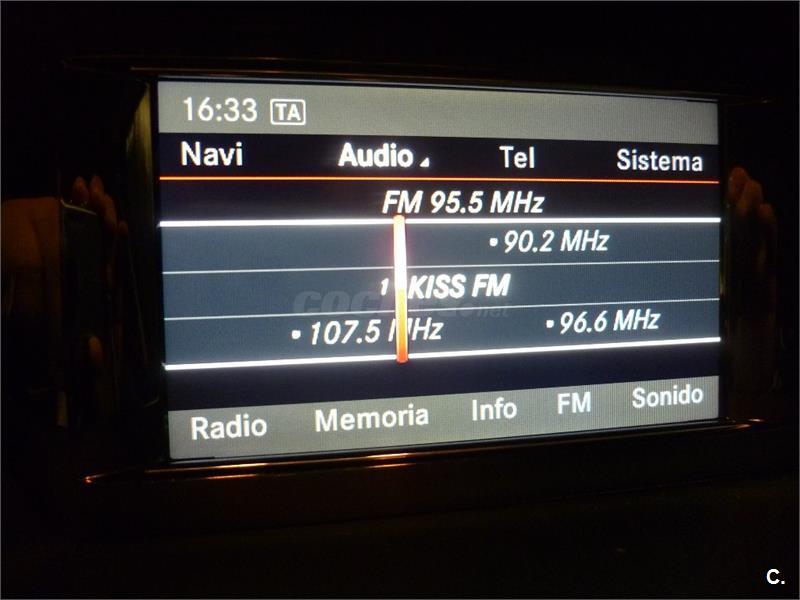 16:33 TA
Navi Audio Tel Sistema
FM 95.5 MHz
• 90.2 MHz
1 KISS FM
• 107.5 MHz • 96.6 MHz
Radio Memoria Info FM Sonido
C.